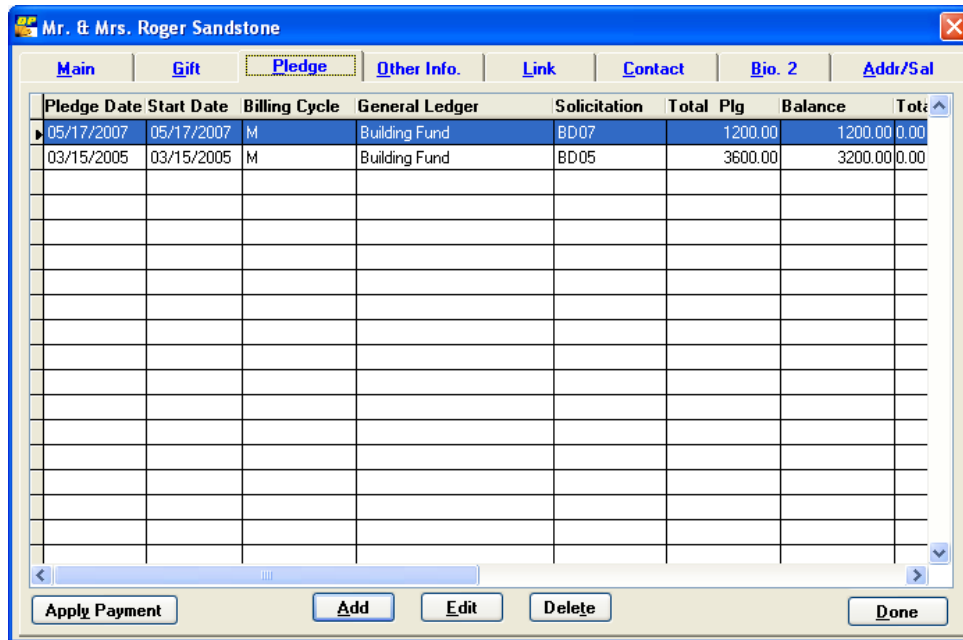 Mr. & Mrs. Roger Sandstone
Main Gift Pledge Other Info. Link Contact Bio. 2 Addr/Sal
Pledge Date Start Date Billing Cycle General Ledger Solicitation Total Plg Balance Tota
05/17/2007 05/17/2007 M Building Fund BD07 1200.00 1200.00 0.00
03/15/2005 03/15/2005 M Building Fund BD05 3600.00 3200.00 0.00
Apply Payment Add Edit Delete Done